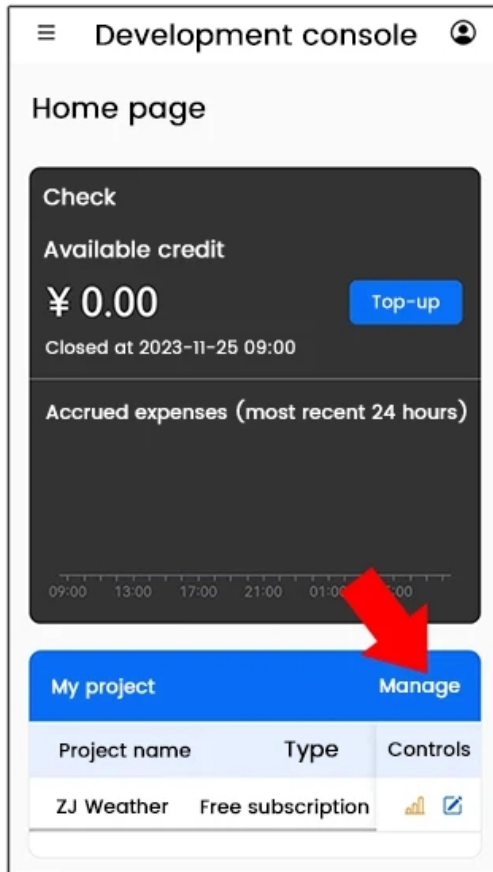 Development console
Home page
Check
Available credit
¥ 0.00
Top-up
Closed at 2023-11-25 09:00
Accrued expenses (most recent 24 hours)
09:00 13:00 17:00 21:00 :00
My project Manage
Project name Type Controls
ZJ Weather Free subscription